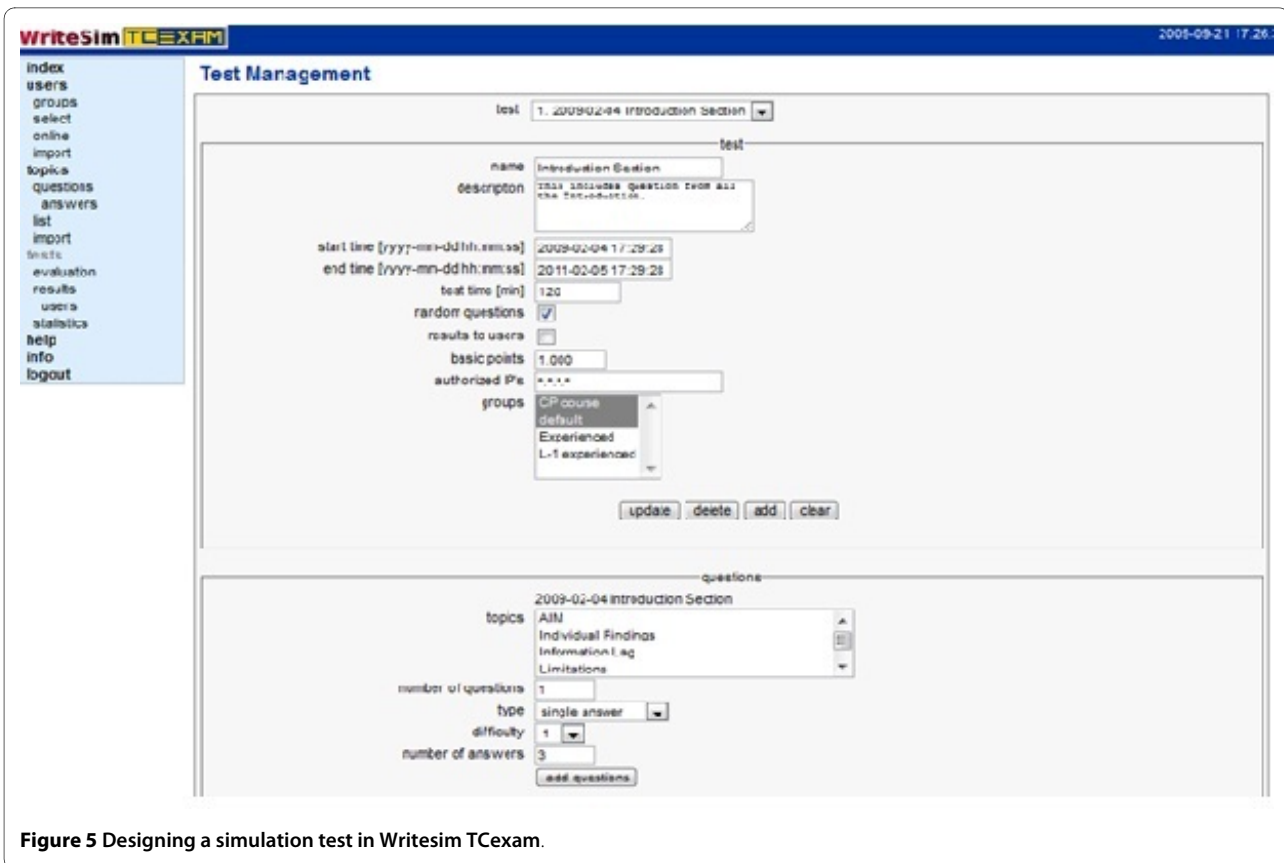 WriteSim TCEXAM
2009-09-21 17.26.
index
users
groups
select
online
import
topics
questions
answers
list
import
tests
evaluation
results
users
statistics
help
info
logout
Test Management
test 1. 2009-02-04 Introduction Section
test
name Introduction Section
description This includes question from all
the Introduction.
start time [yyyy-mm-dd hh:mm:ss] 2009-02-04 17:29:28
end time [yyyy-mm-dd hh:mm:ss] 2011-02-05 17:29:28
test time [min] 120
random questions
results to users
basic points 1.000
authorized IP's *.*.*.*
groups CP course
default
Experienced
L-1 experienced
update delete add clear
questions
2009-02-04 Introduction Section
topics AIM
Individual Findings
Information Lag
Limitations
number of questions 1
type single answer
difficulty 1
number of answers 3
add questions
Figure 5 Designing a simulation test in Writesim TCexam.